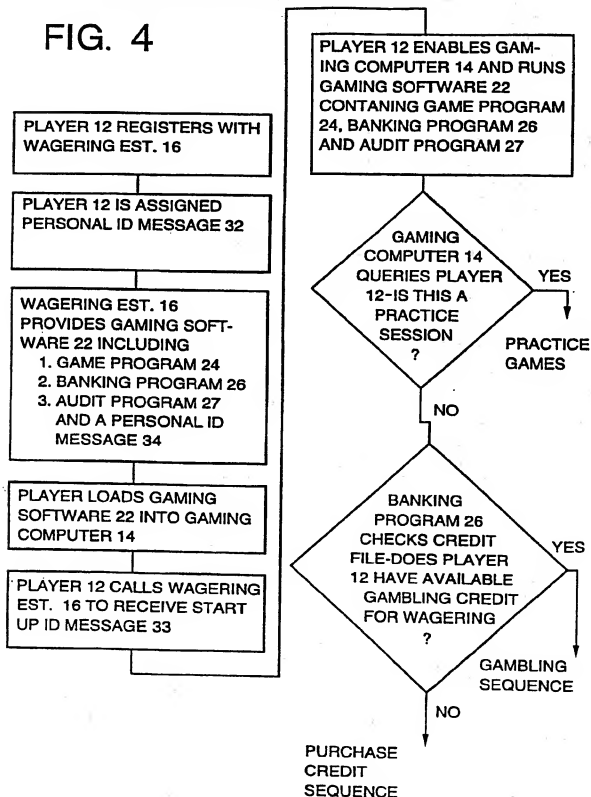 FIG. 4
PLAYER 12 REGISTERS WITH
WAGERING EST. 16
PLAYER 12 IS ASSIGNED
PERSONAL ID MESSAGE 32
WAGERING EST. 16
PROVIDES GAMING SOFT-
WARE 22 INCLUDING
1. GAME PROGRAM 24
2. BANKING PROGRAM 26
3. AUDIT PROGRAM 27
AND A PERSONAL ID
MESSAGE 34
PLAYER LOADS GAMING
SOFTWARE 22 INTO GAMING
COMPUTER 14
PLAYER 12 CALLS WAGERING
EST. 16 TO RECEIVE START
UP ID MESSAGE 33
PLAYER 12 ENABLES GAM-
ING COMPUTER 14 AND RUNS
GAMING SOFTWARE 22
CONTANING GAME PROGRAM
24, BANKING PROGRAM 26
AND AUDIT PROGRAM 27
GAMING
COMPUTER 14
QUERIES PLAYER
12-IS THIS A
PRACTICE
SESSION
?
YES
PRACTICE
GAMES
NO
BANKING
PROGRAM 26
CHECKS CREDIT
FILE-DOES PLAYER
12 HAVE AVAILABLE
GAMBLING CREDIT
FOR WAGERING
?
YES
GAMBLING
SEQUENCE
NO
PURCHASE
CREDIT
SEQUENCE